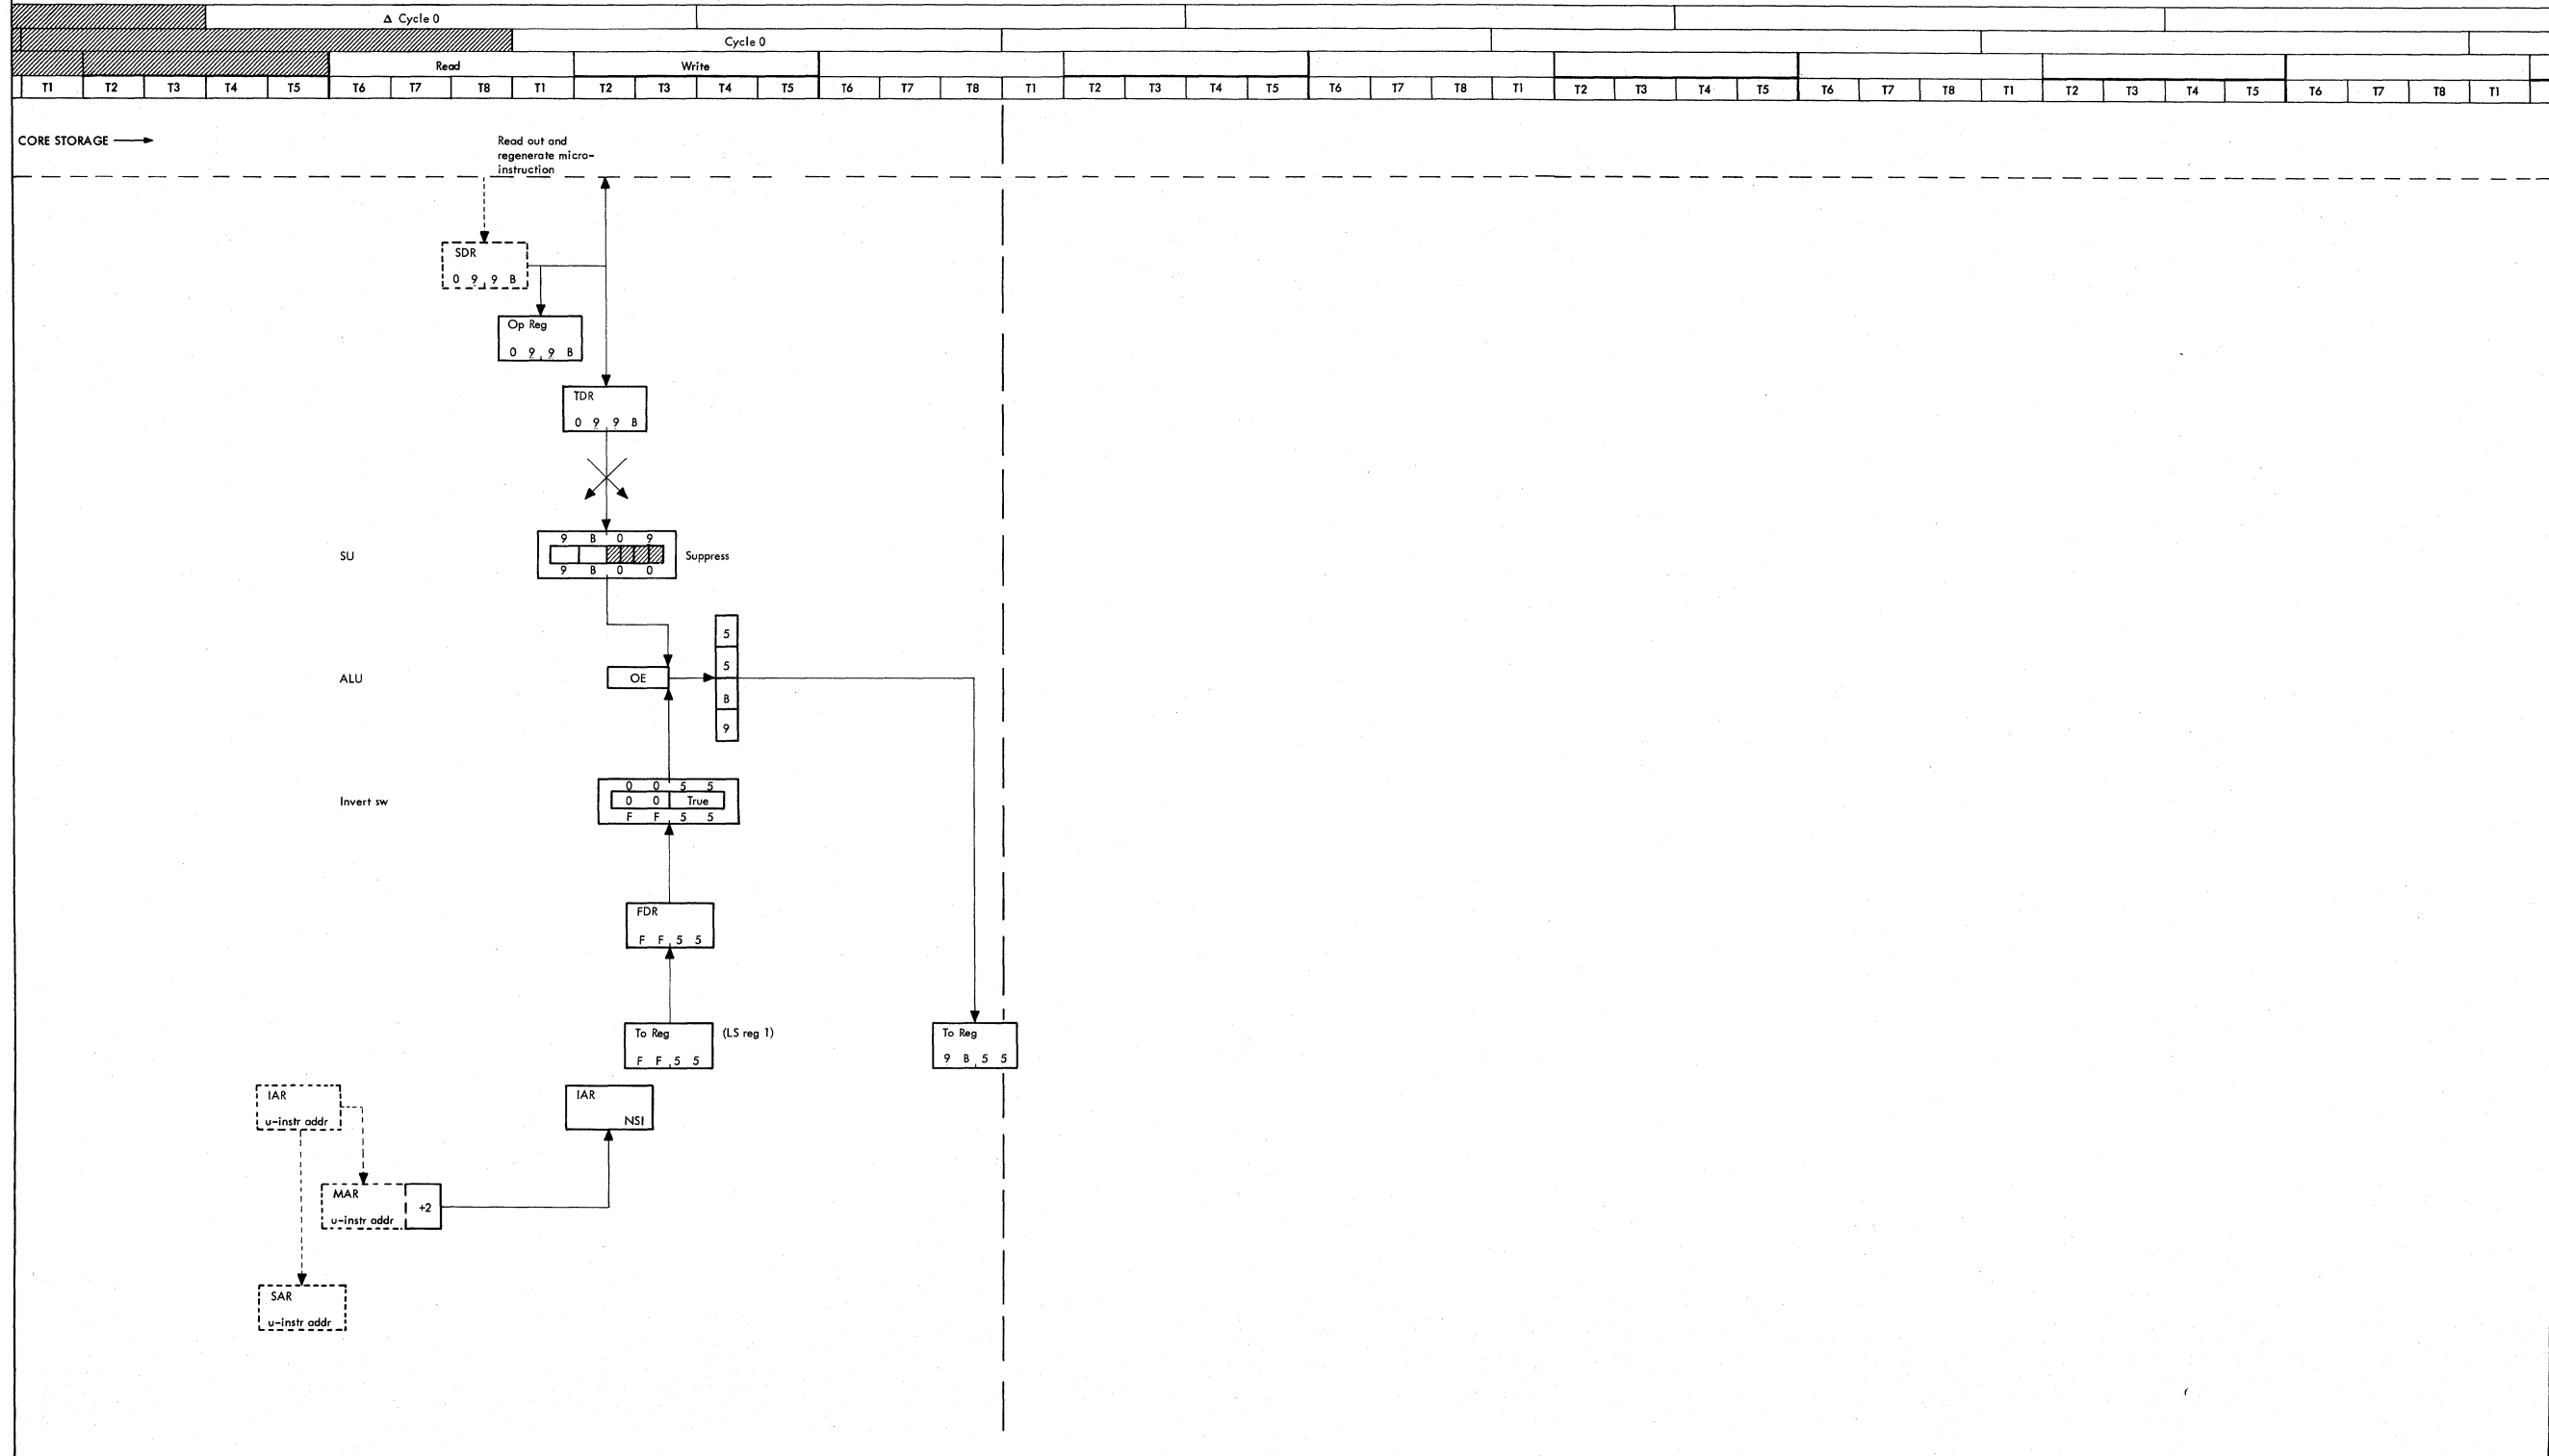 Δ Cycle 0
Cycle 0
Read Write
T1 T2 T3 T4 T5 T6 T7 T8 T1 T2 T3 T4 T5 T6 T7 T8 T1 T2 T3 T4 T5 T6 T7 T8 T1 T2 T3 T4 T5 T6 T7 T8 T1 T2 T3 T4 T5 T6 T7 T8 T1
CORE STORAGE
Read out and
regenerate micro-
instruction
SDR
0 9 9 B
Op Reg
0 9 9 B
TDR
0 9 9 B
9 B 0 9
SU
Suppress
9 B 0 0
5
5
ALU
OE
B
9
0 0 5 5
Invert sw
0 0 True
F F 5 5
FDR
F F 5 5
To Reg (LS reg 1)
F F 5 5
To Reg
9 B 5 5
IAR
u-instr addr
IAR
NSI
MAR
u-instr addr
+2
SAR
u-instr addr